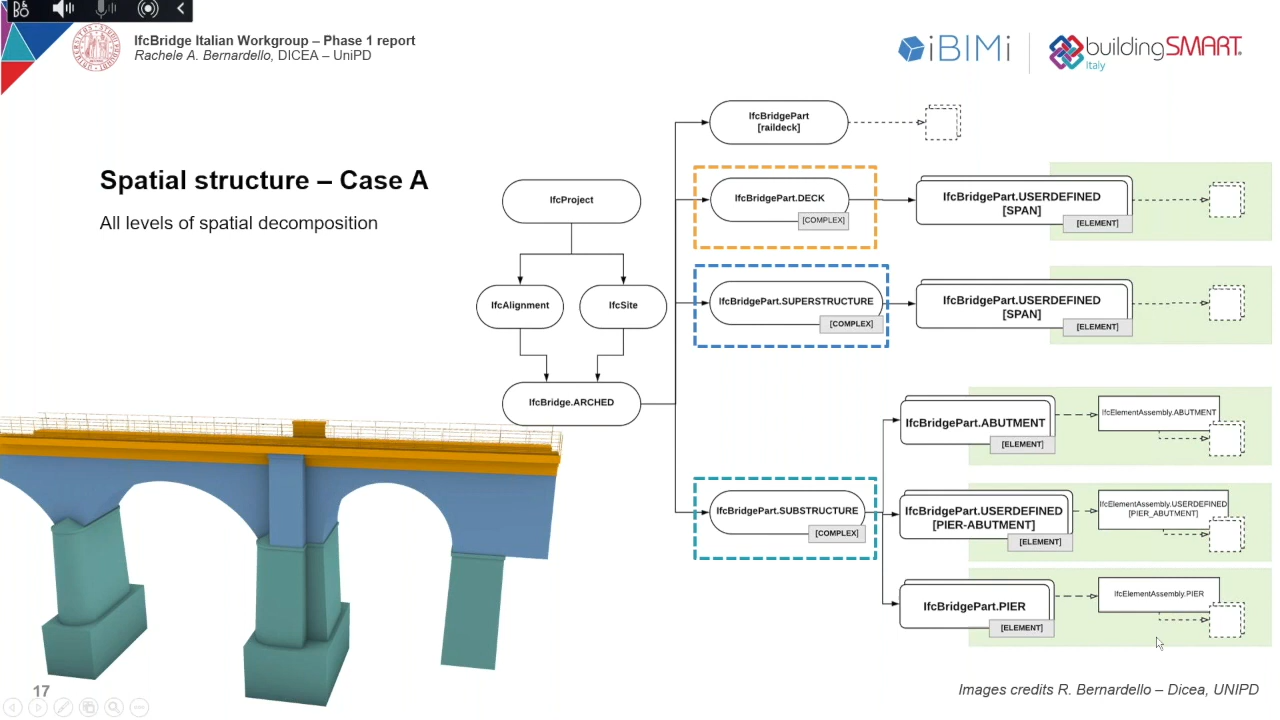 IfcBridge Italian Workgroup – Phase 1 report
Rachele A. Bernardello, DICEA – UniPD
iBIMi
buildingSMART
Italy
Spatial structure – Case A
All levels of spatial decomposition
IfcProject
IfcAlignment
IfcSite
IfcBridge.ARCHED
IfcBridgePart
[raildeck]
IfcBridgePart.DECK
[COMPLEX]
IfcBridgePart.USERDEFINED
[SPAN]
[ELEMENT]
IfcBridgePart.SUPERSTRUCTURE
[COMPLEX]
IfcBridgePart.USERDEFINED
[SPAN]
[ELEMENT]
IfcBridgePart.SUBSTRUCTURE
[COMPLEX]
IfcBridgePart.ABUTMENT
[ELEMENT]
IfcElementAssembly.ABUTMENT
IfcBridgePart.USERDEFINED
[PIER-ABUTMENT]
[ELEMENT]
IfcElementAssembly.USERDEFINED
[PIER_ABUTMENT]
IfcBridgePart.PIER
[ELEMENT]
IfcElementAssembly.PIER
17
Images credits R. Bernardello – Dicea, UNIPD